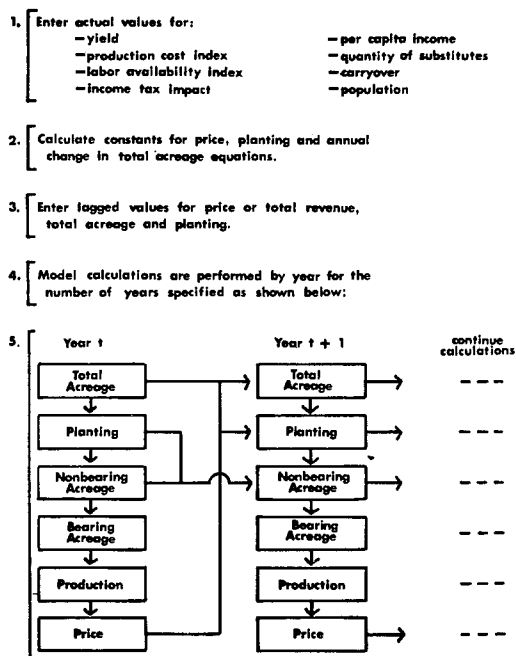 1. Enter actual values for:
—yield —per capita income
—production cost index —quantity of substitutes
—labor availability index —carryover
—income tax impact —population
2. Calculate constants for price, planting and annual
change in total acreage equations.
3. Enter lagged values for price or total revenue,
total acreage and planting.
4. Model calculations are performed by year for the
number of years specified as shown below:
5. Year t Year t + 1 continue
calculations
Total
Acreage
Total
Acreage
Planting Planting
Nonbearing
Acreage
Nonbearing
Acreage
Bearing
Acreage
Bearing
Acreage
Production Production
Price Price